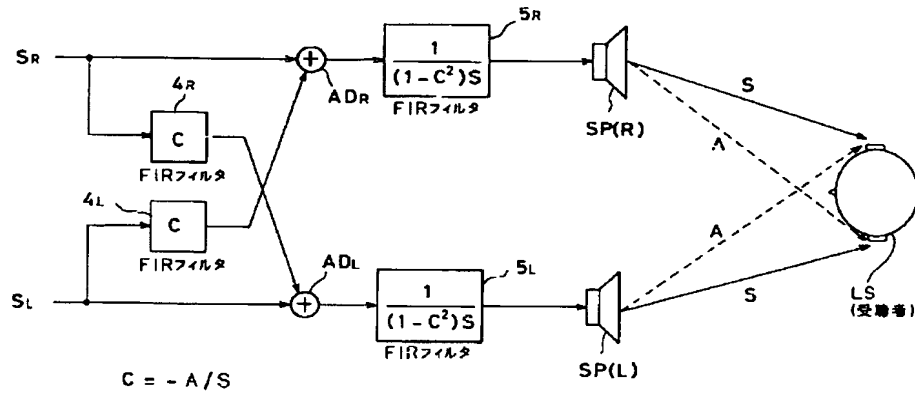 SR
4R
C
FIRフィルタ
ADR
5R
1
(1-C²)S
FIRフィルタ
SP(R)
S
A
4L
C
FIRフィルタ
SL
ADL
5L
1
(1-C²)S
FIRフィルタ
SP(L)
A
S
LS
(受聴者)
C = -A/S